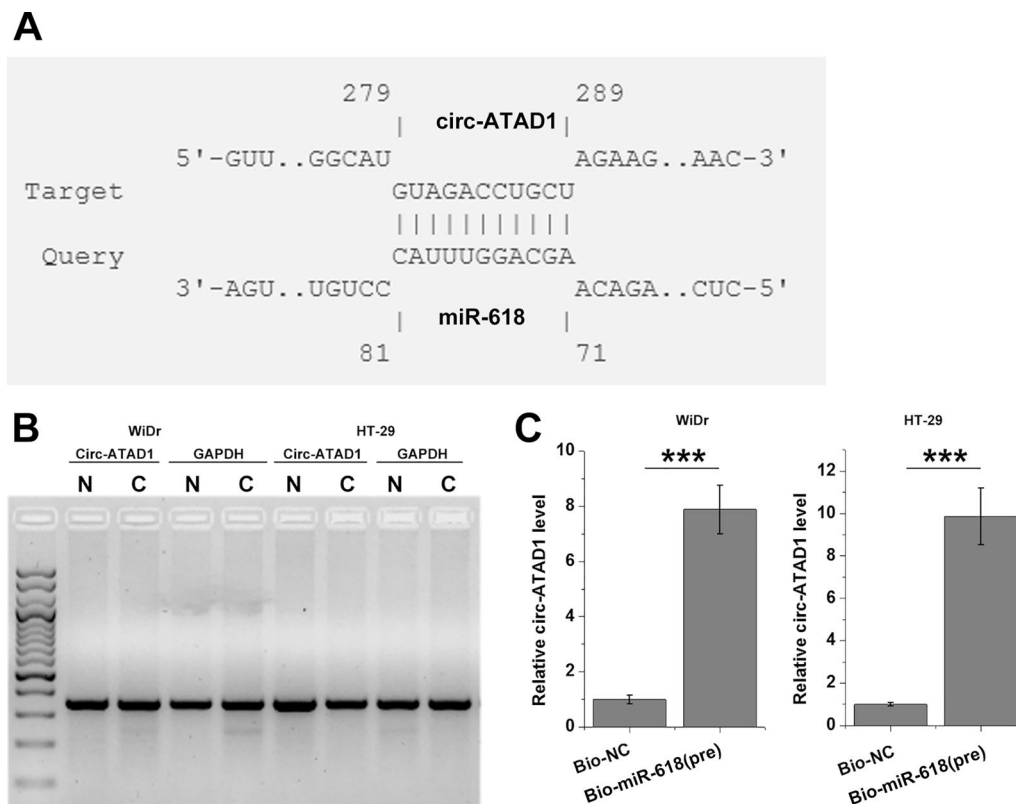 A
279 289
| circ-ATAD1 |
5'-GUU..GGCAU AGAAG..AAC-3'
Target GUAGACCUGCU
|||||||||||
Query CAUUUGGACGA
3'-AGU..UGUCC ACAGA..CUC-5'
| miR-618 |
81 71
B
WiDr HT-29
Circ-ATAD1 GAPDH Circ-ATAD1 GAPDH
N C N C N C N C
C
WiDr
***
Relative circ-ATAD1 level
10
8
6
4
2
0
Bio-NC
Bio-miR-618(pre)
HT-29
***
Relative circ-ATAD1 level
12
10
8
6
4
2
0
Bio-NC
Bio-miR-618(pre)